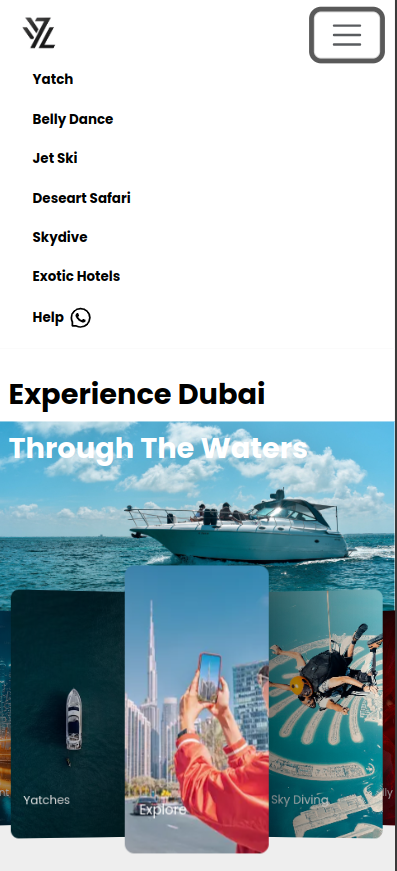 YZ
Yatch
Belly Dance
Jet Ski
Deseart Safari
Skydive
Exotic Hotels
Help
Experience Dubai
Through The Waters
Yatches
Explore
Sky Diving